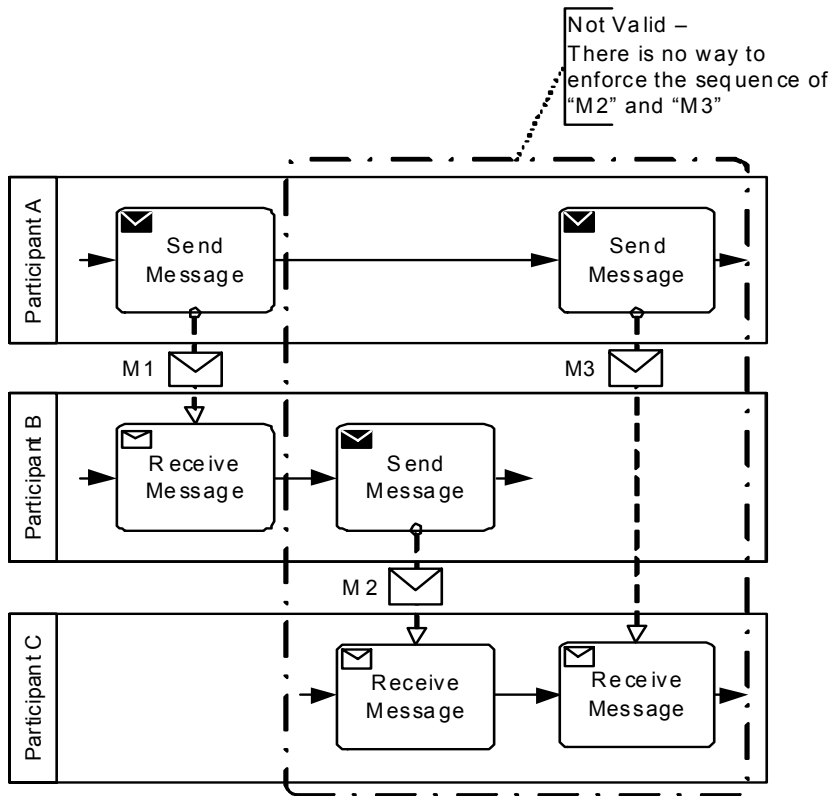 Not Valid –
There is no way to
enforce the sequence of
“M2” and “M3”
Participant A
Send
Message
Send
Message
M1
M3
Participant B
Receive
Message
Send
Message
M 2
Participant C
Receive
Message
Receive
Message